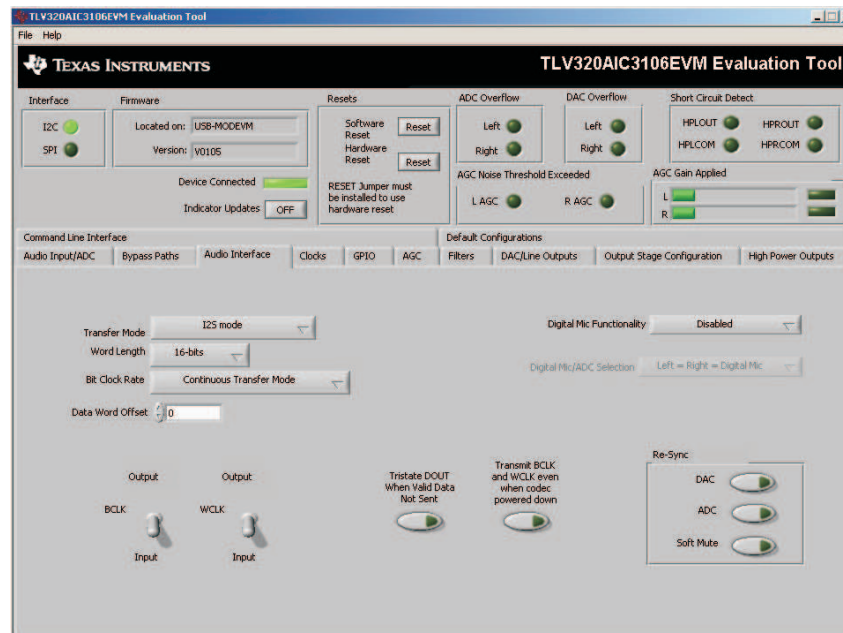 TLV320AIC3106EVM Evaluation Tool
File Help
TEXAS INSTRUMENTS
TLV320AIC3106EVM Evaluation Tool
Interface
I2C
SPI
Firmware
Located on: USB-MODEVM
Version: V0105
Device Connected
Indicator Updates OFF
Resets
Software
Reset
Reset
Hardware
Reset
Reset
RESET Jumper must
be installed to use
hardware reset
ADC Overflow
Left
Right
DAC Overflow
Left
Right
Short Circuit Detect
HPLOUT HPROUT
HPLCOM HPRCOM
AGC Noise Threshold Exceeded
L AGC R AGC
AGC Gain Applied
L
R
Command Line Interface Default Configurations
Audio Input/ADC Bypass Paths Audio Interface Clocks GPIO AGC Filters DAC/Line Outputs Output Stage Configuration High Power Outputs
Transfer Mode I2S mode
Word Length 16-bits
Bit Clock Rate Continuous Transfer Mode
Data Word Offset 0
Digital Mic Functionality Disabled
Digital Mic/ADC Selection Left = Right = Digital Mic
Output
BCLK
Input
Output
WCLK
Input
Tristate DOUT
When Valid Data
Not Sent
Transmit BCLK
and WCLK even
when codec
powered down
Re-Sync
DAC
ADC
Soft Mute